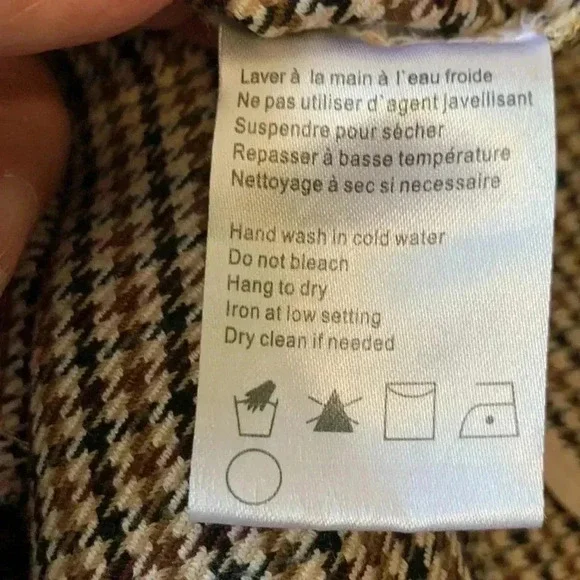 Laver à la main à l'eau froide
Ne pas utiliser d'agent javellisant
Suspendre pour sécher
Repasser à basse température
Nettoyage à sec si necessaire
Hand wash in cold water
Do not bleach
Hang to dry
Iron at low setting
Dry clean if needed